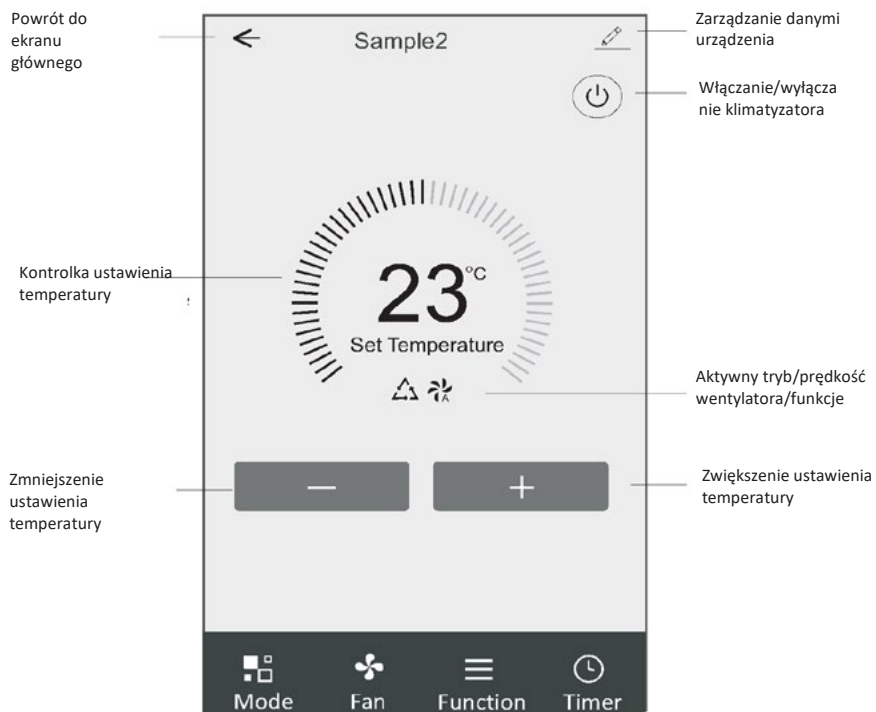 Powrót do
ekranu
głównego
Sample2
Zarządzanie danymi
urządzenia
Włączanie/wyłącza
nie klimatyzatora
Kontrolka ustawienia
temperatury
23°C
Set Temperature
A
Aktywny tryb/prędkość
wentylatora/funkcje
Zmniejszenie
ustawienia
temperatury
−
+
Zwiększenie ustawienia
temperatury
Mode
Fan
Function
Timer